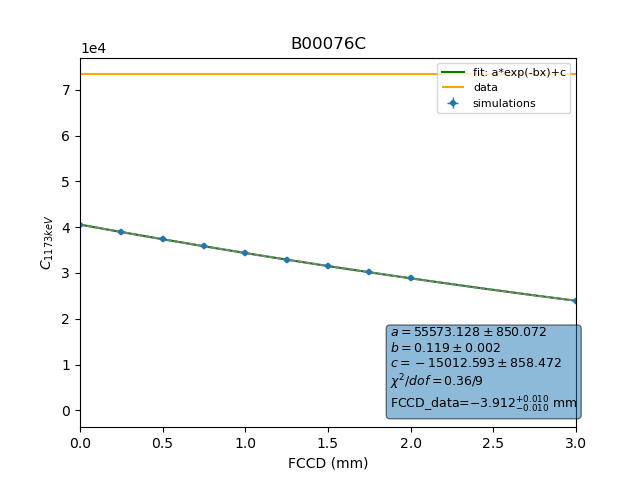 B00076C
1e4
fit: a*exp(-bx)+c
data
simulations
7
6
5
4
3
2
1
0
C₁₁₇₃ₖₑV
a = 55573.128 ± 850.072
b = 0.119 ± 0.002
c = −15012.593 ± 858.472
χ²/dof = 0.36/9
FCCD_data=−3.912 +0.010 −0.010 mm
0.0 0.5 1.0 1.5 2.0 2.5 3.0
FCCD (mm)